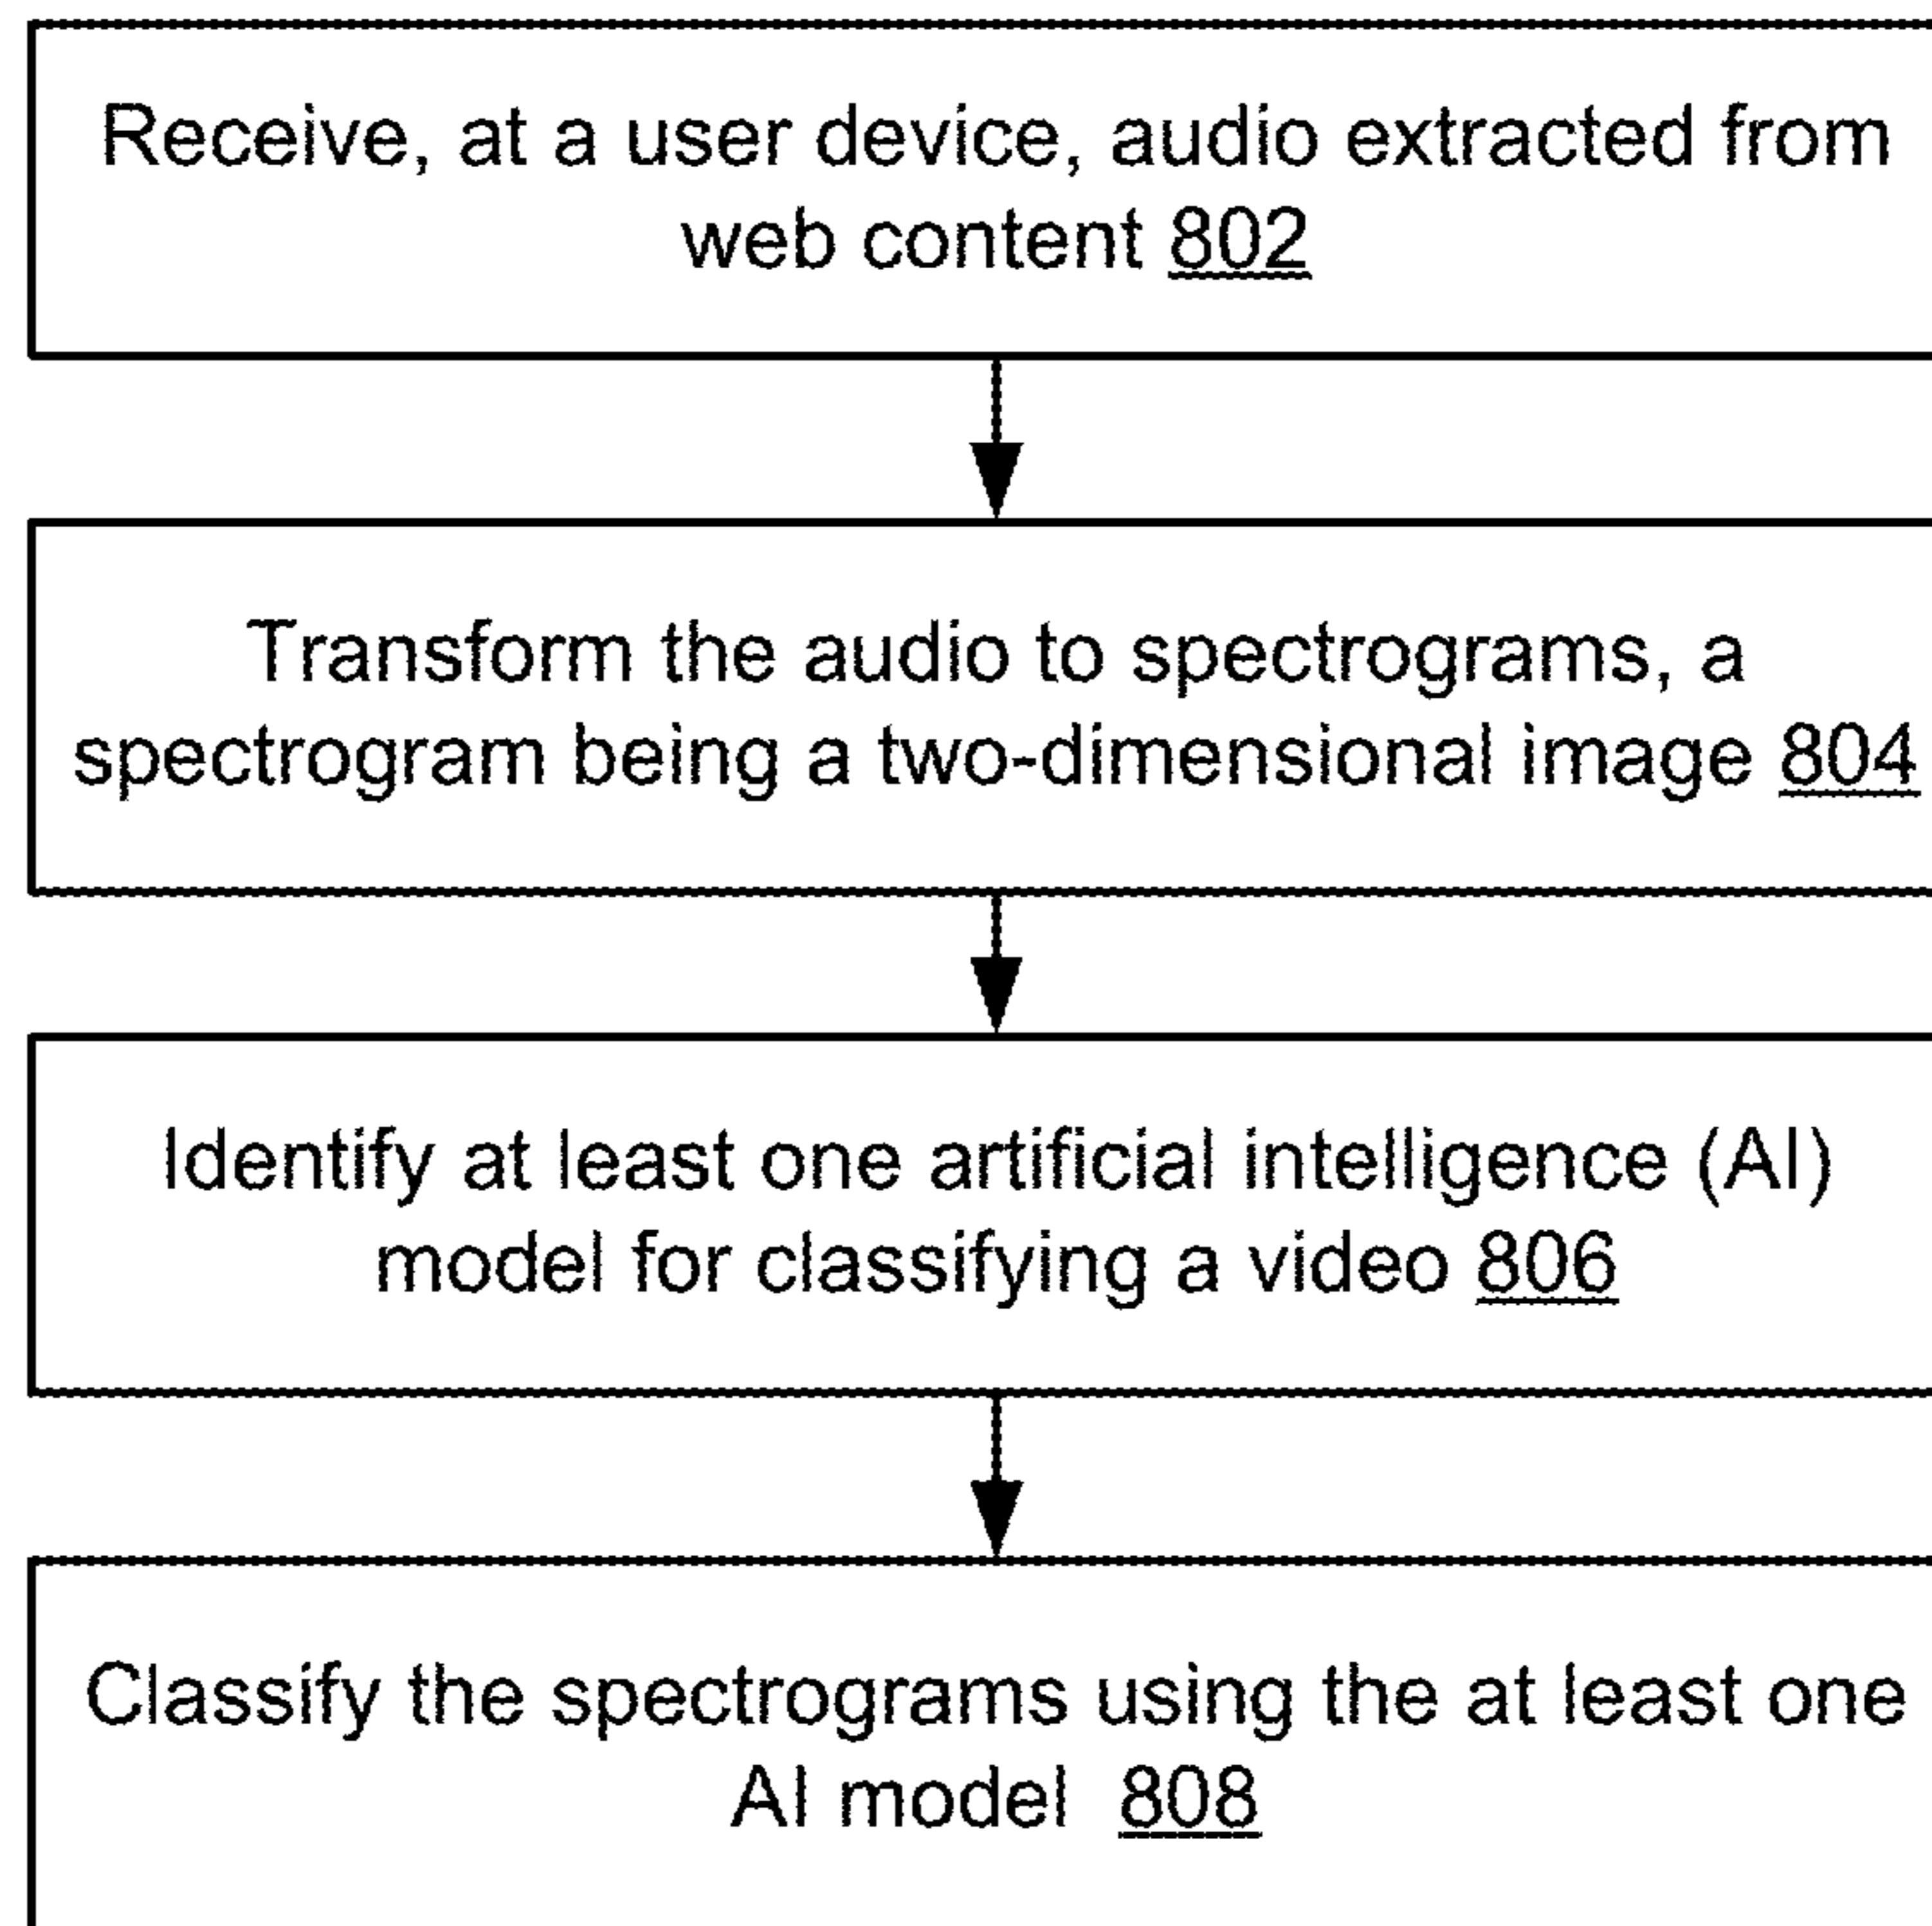 Receive, at a user device, audio extracted from
web content 802
Transform the audio to spectrograms, a
spectrogram being a two-dimensional image 804
Identify at least one artificial intelligence (AI)
model for classifying a video 806
Classify the spectrograms using the at least one
AI model 808